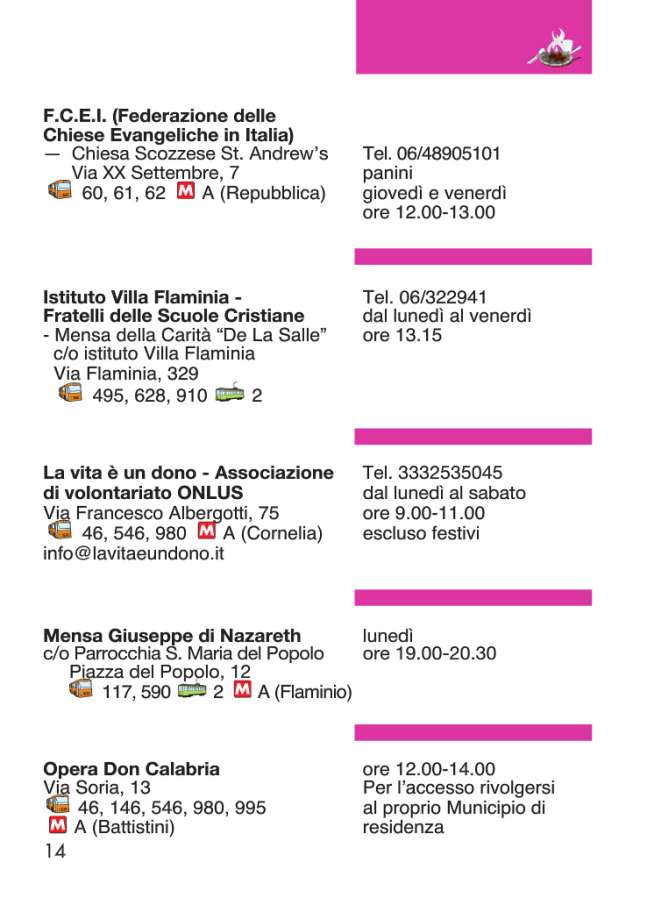 F.C.E.I. (Federazione delle
Chiese Evangeliche in Italia)
— Chiesa Scozzese St. Andrew's
Via XX Settembre, 7
60, 61, 62 M A (Repubblica)
Tel. 06/48905101
panini
giovedì e venerdì
ore 12.00-13.00
Istituto Villa Flaminia -
Fratelli delle Scuole Cristiane
- Mensa della Carità “De La Salle”
c/o istituto Villa Flaminia
Via Flaminia, 329
495, 628, 910 2
Tel. 06/322941
dal lunedì al venerdì
ore 13.15
La vita è un dono - Associazione
di volontariato ONLUS
Via Francesco Albergotti, 75
46, 546, 980 M A (Cornelia)
info@lavitaeundono.it
Tel. 3332535045
dal lunedì al sabato
ore 9.00-11.00
escluso festivi
Mensa Giuseppe di Nazareth
c/o Parrocchia S. Maria del Popolo
Piazza del Popolo, 12
117, 590 2 M A (Flaminio)
lunedì
ore 19.00-20.30
Opera Don Calabria
Via Soria, 13
46, 146, 546, 980, 995
M A (Battistini)
ore 12.00-14.00
Per l'accesso rivolgersi
al proprio Municipio di
residenza
14